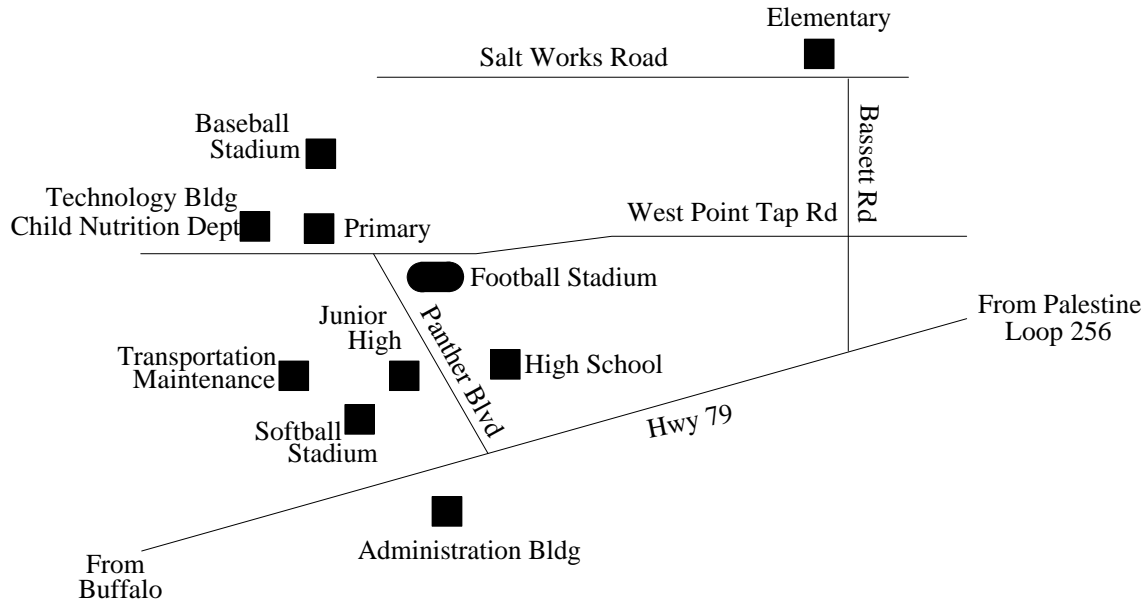 Elementary
Salt Works Road
Bassett Rd
Baseball
Stadium
Technology Bldg
Child Nutrition Dept
Primary
West Point Tap Rd
Football Stadium
From Palestine
Loop 256
Junior
High
Panther Blvd
Transportation
Maintenance
High School
Hwy 79
Softball
Stadium
Administration Bldg
From
Buffalo